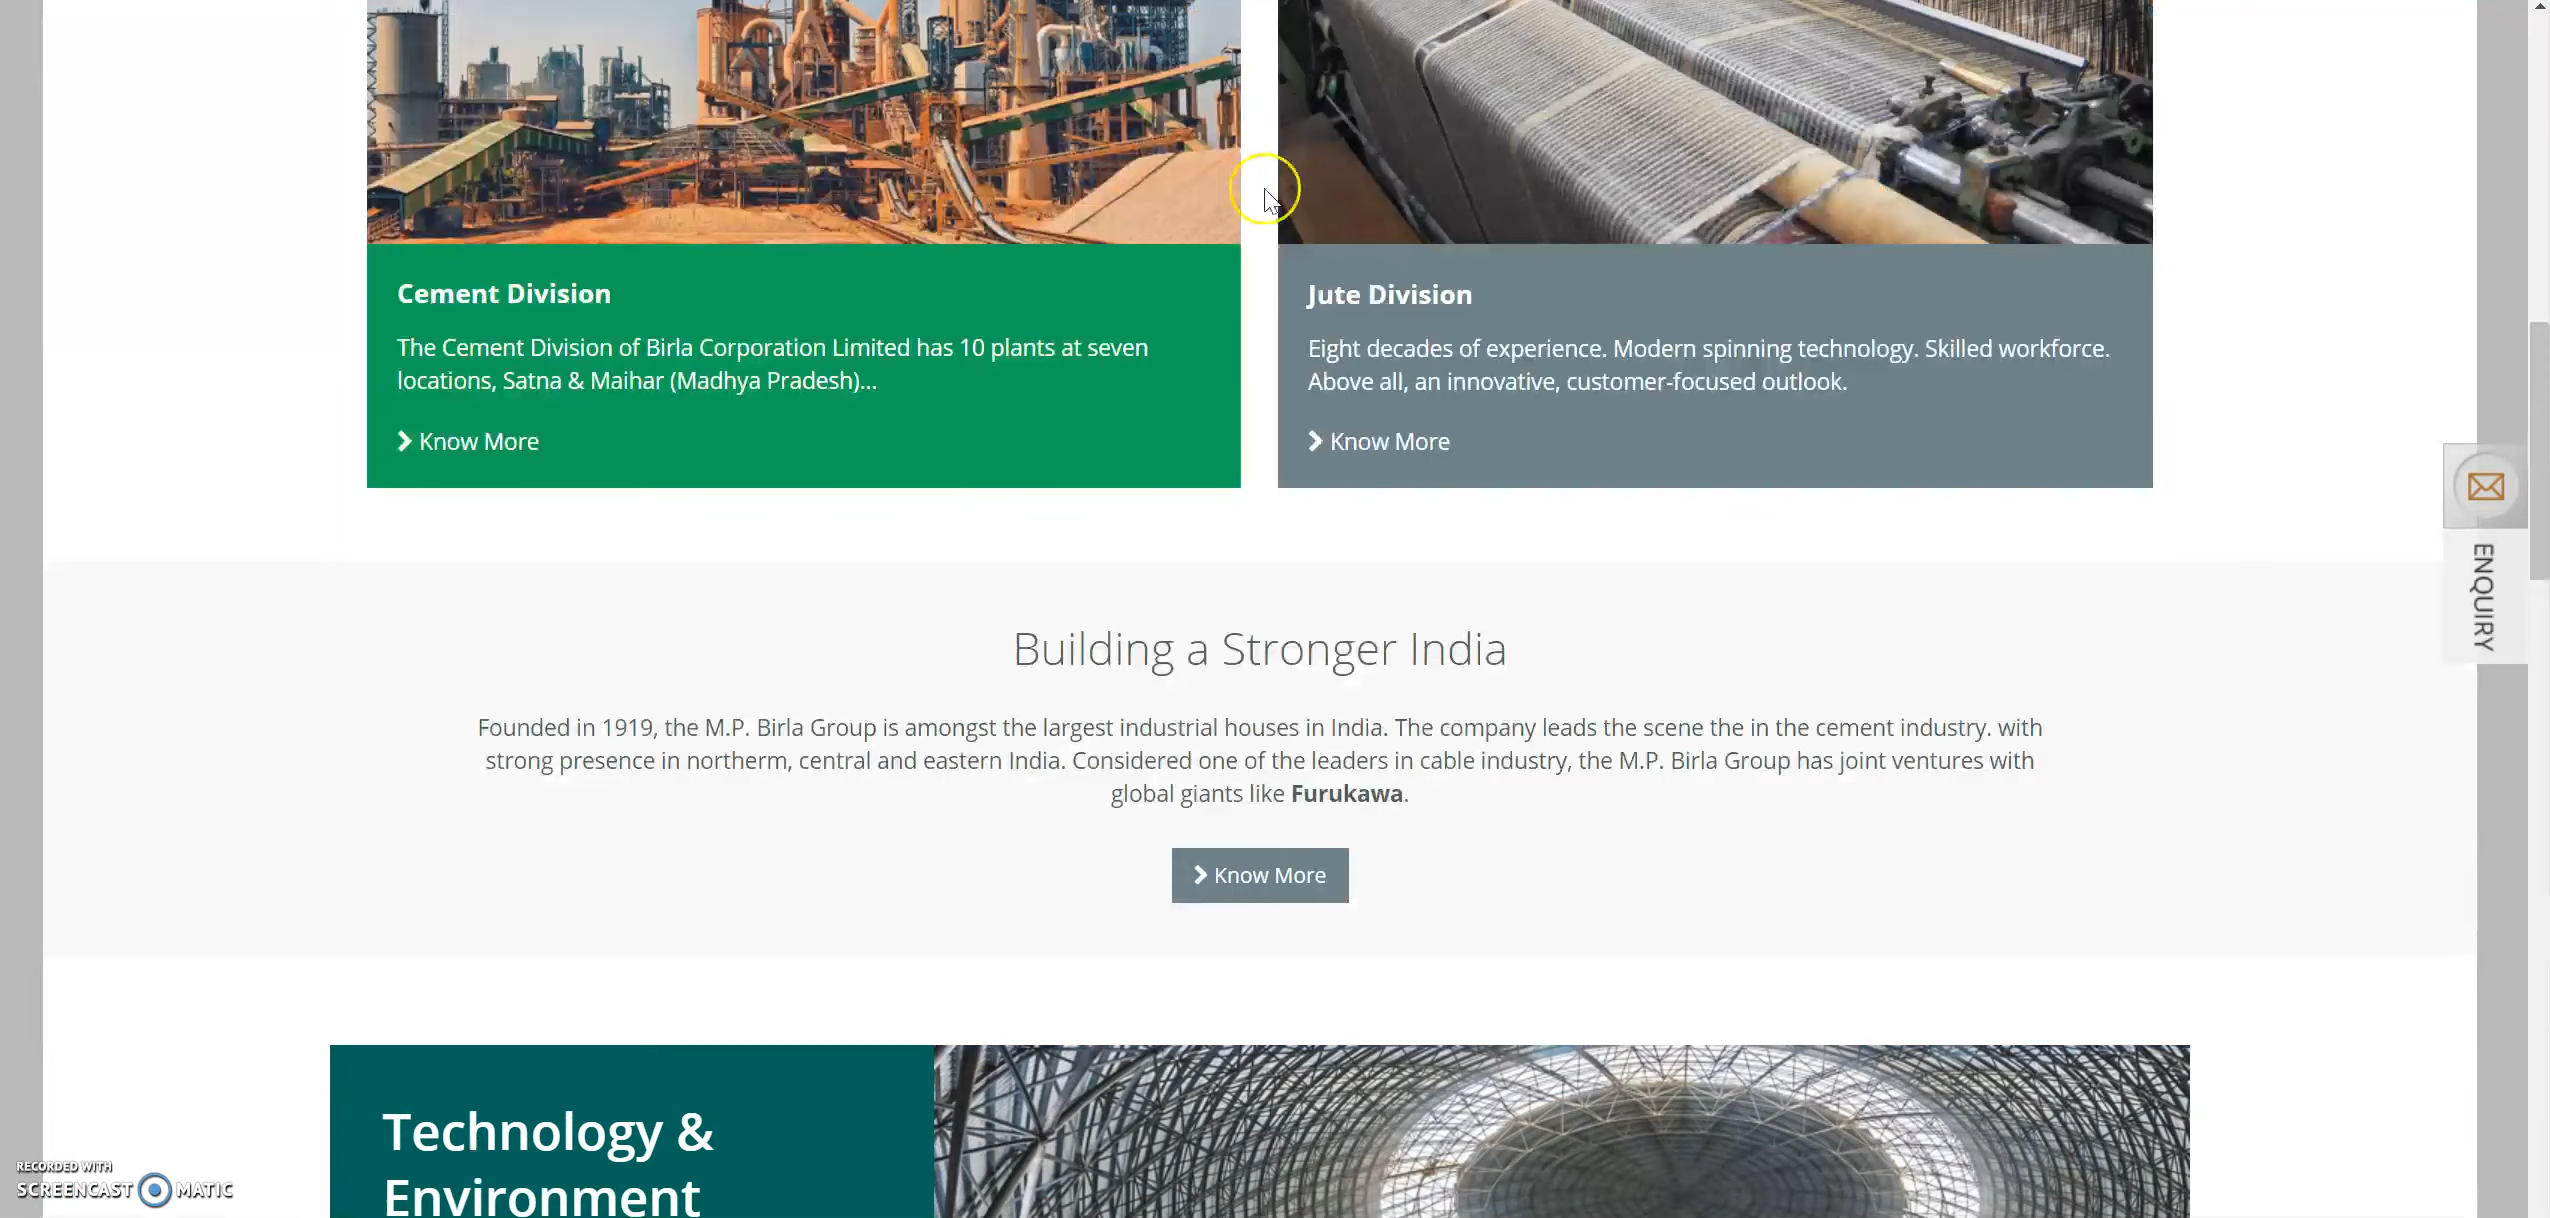 Cement Division
The Cement Division of Birla Corporation Limited has 10 plants at seven
locations, Satna & Maihar (Madhya Pradesh)...
Know More
Jute Division
Eight decades of experience. Modern spinning technology. Skilled workforce.
Above all, an innovative, customer-focused outlook.
Know More
ENQUIRY
Building a Stronger India
Founded in 1919, the M.P. Birla Group is amongst the largest industrial houses in India. The company leads the scene the in the cement industry. with
strong presence in northerm, central and eastern India. Considered one of the leaders in cable industry, the M.P. Birla Group has joint ventures with
global giants like Furukawa.
Know More
Technology &
Environment
RECORDED WITH
SCREENCAST MATIC